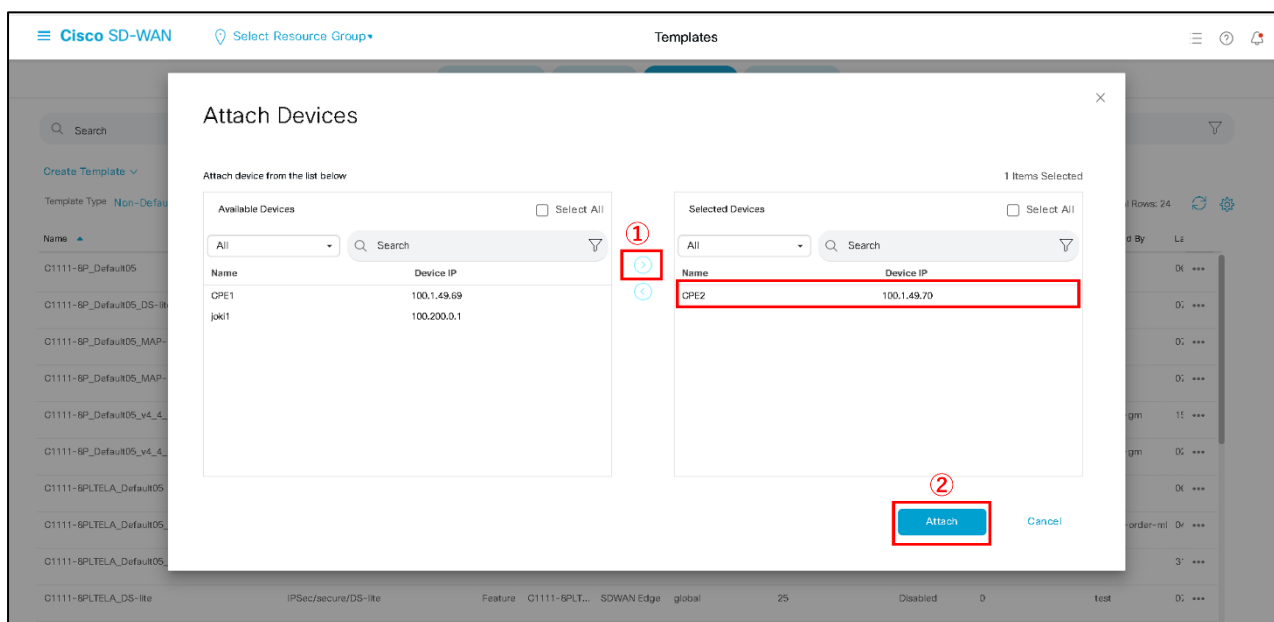 Cisco SD-WAN
Select Resource Group
Templates
Attach Devices
Search
Create Template
Attach device from the list below
1 Items Selected
Template Type Non-Defau
Available Devices
Select All
Selected Devices
Select All
Rows: 24
①
Name
All
Search
All
Search
d By
Name
Device IP
Name
Device IP
C1111-8P_Default05
CPE1
100.1.49.69
CPE2
100.1.49.70
joki1
100.200.0.1
C1111-8P_Default05_DS-lit
C1111-8P_Default05_MAP-
C1111-8P_Default05_MAP-
C1111-8P_Default05_v4_4_
-gm
C1111-8P_Default05_v4_4_
-gm
②
C1111-8PLTELA_Default05
Attach
Cancel
C1111-8PLTELA_Default05_
-order-ml
C1111-8PLTELA_Default05_
C1111-8PLTELA_DS-lite
IPSec/secure/DS-lite
Feature
C1111-8PLT...
SDWAN Edge
global
25
Disabled
0
test